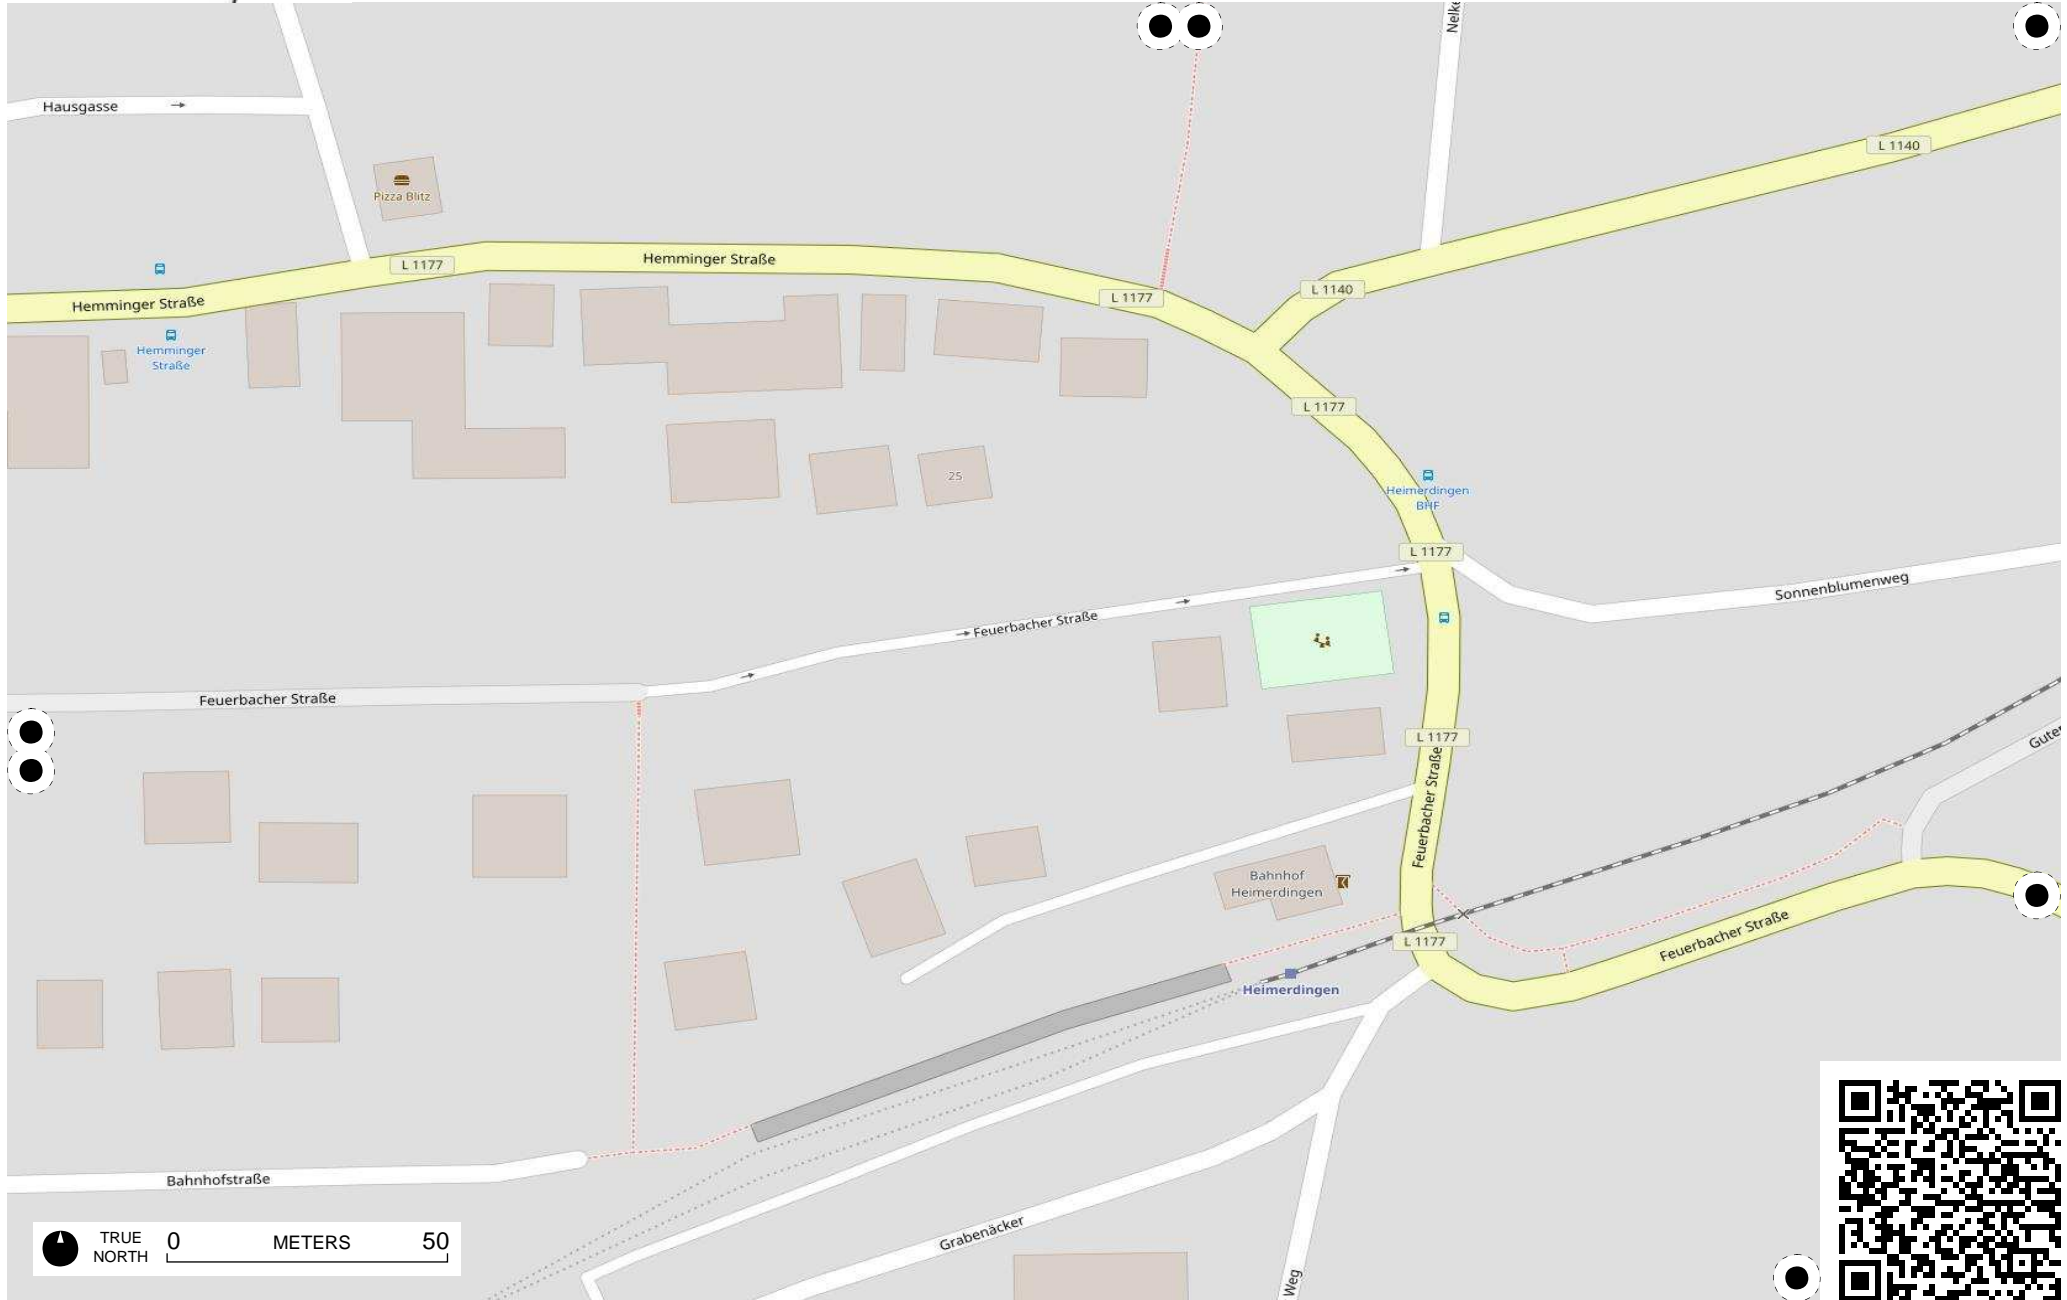 Nelke
Hausgasse
L 1140
Pizza Blitz
L 1177
Hemminger Straße
L 1140
L 1177
Hemminger Straße
Hemminger
Straße
L 1177
25
Heimerdingen
BHF
L 1177
Sonnenblumenweg
Feuerbacher Straße
Feuerbacher Straße
L 1177
Guter
Feuerbacher Straße
Bahnhof
Heimerdingen
L 1177
Feuerbacher Straße
Heimerdingen
Bahnhofstraße
Grabenäcker
Weg
TRUE
NORTH
0 METERS 50